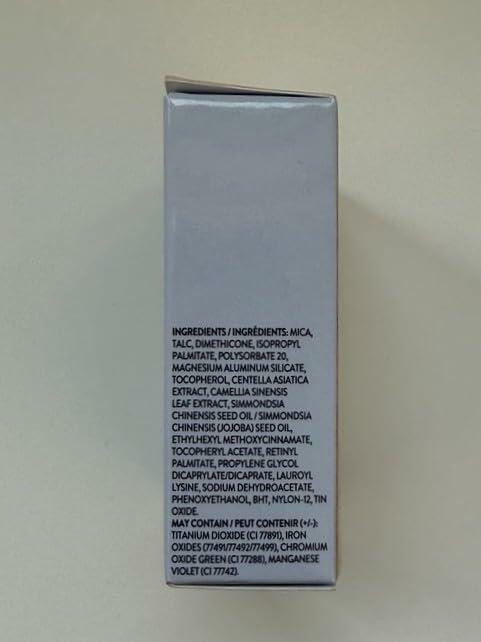 INGREDIENTS / INGRÉDIENTS: MICA,
TALC, DIMETHICONE, ISOPROPYL
PALMITATE, POLYSORBATE 20,
MAGNESIUM ALUMINUM SILICATE,
TOCOPHEROL, CENTELLA ASIATICA
EXTRACT, CAMELLIA SINENSIS
LEAF EXTRACT, SIMMONDSIA
CHINENSIS SEED OIL / SIMMONDSIA
CHINENSIS (JOJOBA) SEED OIL,
ETHYLHEXYL METHOXYCINNAMATE,
TOCOPHERYL ACETATE, RETINYL
PALMITATE, PROPYLENE GLYCOL
DICAPRYLATE/DICAPRATE, LAUROYL
LYSINE, SODIUM DEHYDROACETATE,
PHENOXYETHANOL, BHT, NYLON-12, TIN
OXIDE.
MAY CONTAIN / PEUT CONTENIR (+/-):
TITANIUM DIOXIDE (CI 77891), IRON
OXIDES (77491/77492/77499), CHROMIUM
OXIDE GREEN (CI 77288), MANGANESE
VIOLET (CI 77742).